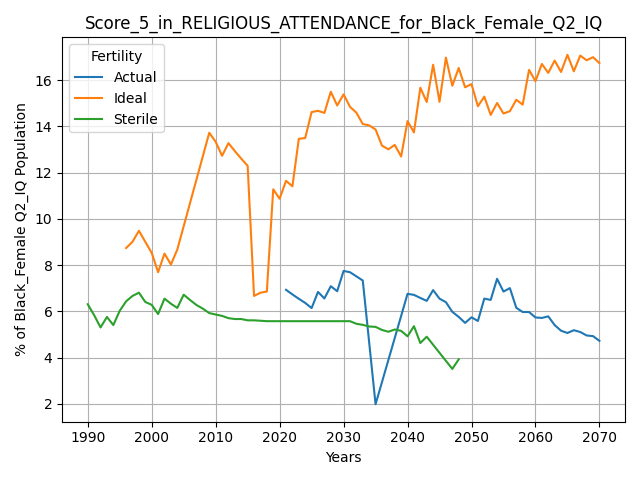 Score_5_in_RELIGIOUS_ATTENDANCE_for_Black_Female_Q2_IQ
Fertility
Actual
Ideal
Sterile
% of Black_Female Q2_IQ Population
16
14
12
10
8
6
4
2
1990 2000 2010 2020 2030 2040 2050 2060 2070
Years